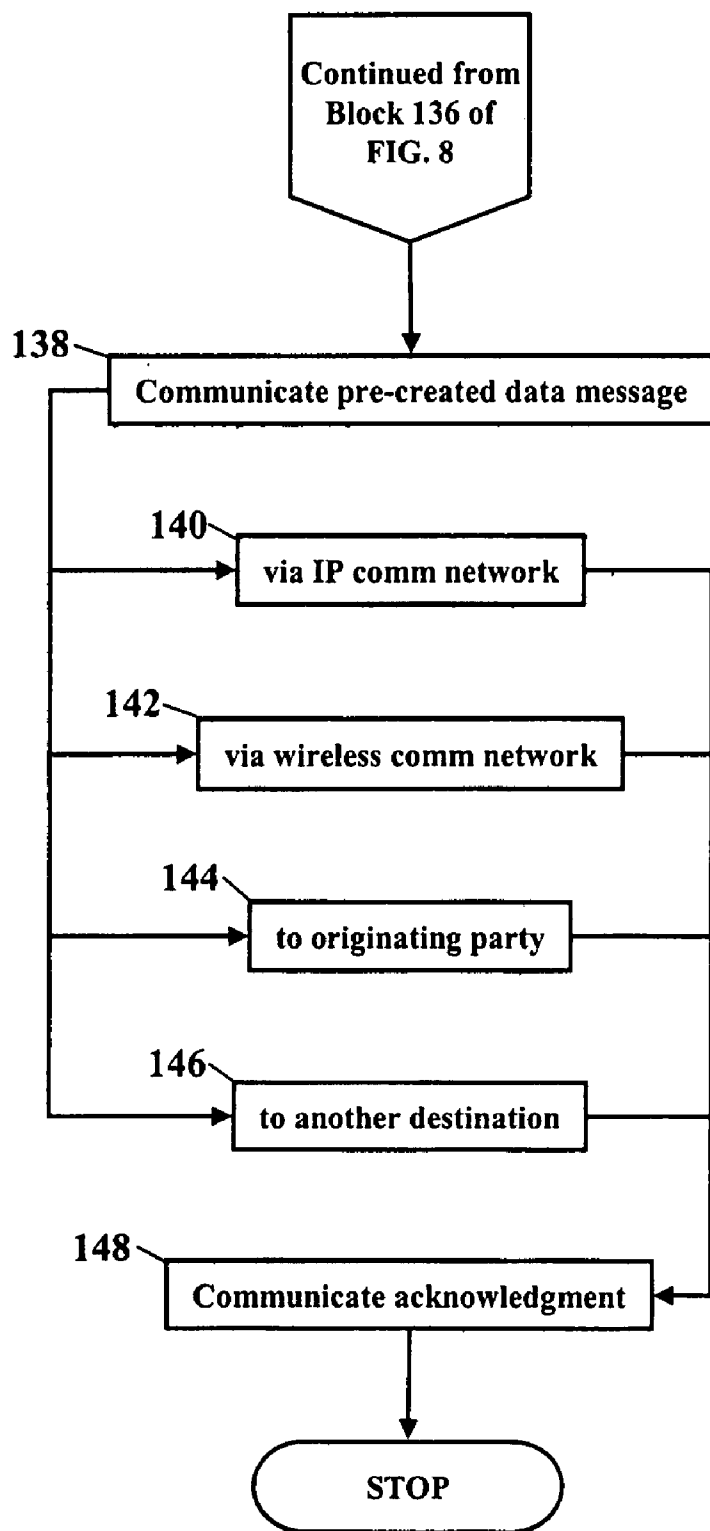 Continued from
Block 136 of
FIG. 8
138
Communicate pre-created data message
140
via IP comm network
142
via wireless comm network
144
to originating party
146
to another destination
148
Communicate acknowledgment
STOP